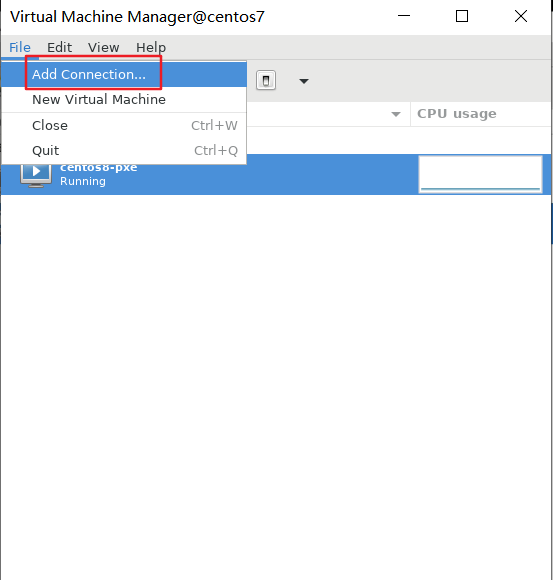 Virtual Machine Manager@centos7
File Edit View Help
Add Connection...
New Virtual Machine
Close Ctrl+W
Quit Ctrl+Q
CPU usage
centos8-pxe
Running